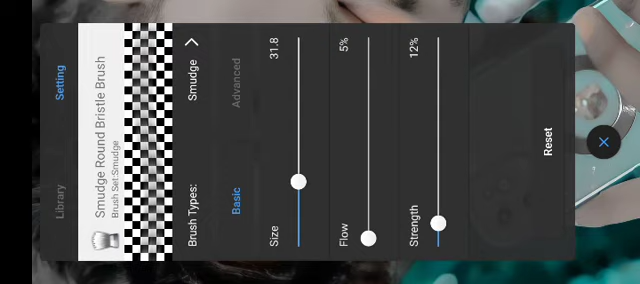 Library
Setting
Smudge Round Bristle Brush
Brush Set:Smudge
Brush Types:
Smudge
Basic
Advanced
Size
31.8
Flow
5%
Strength
12%
Reset